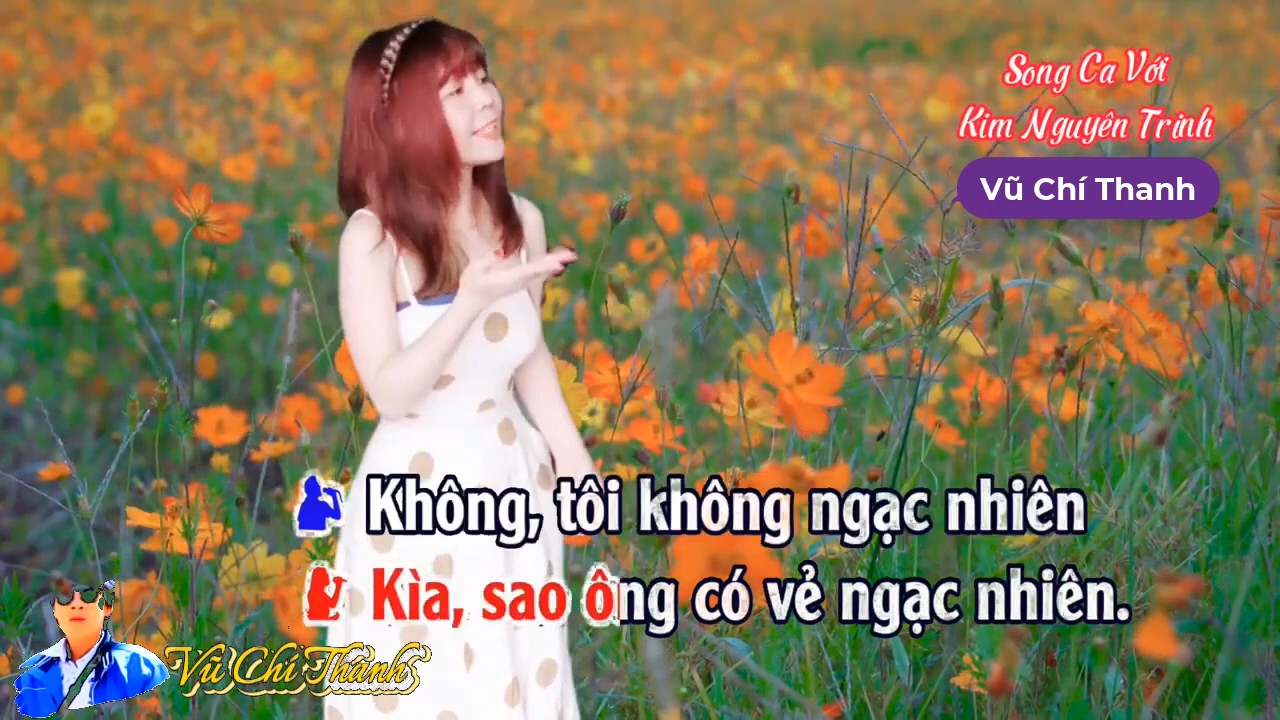 Song Ca Với
Kim Nguyên Trinh
Vũ Chí Thanh
Không, tôi không ngạc nhiên
Kìa, sao ông có vẻ ngạc nhiên.
Vũ Chí Thanh